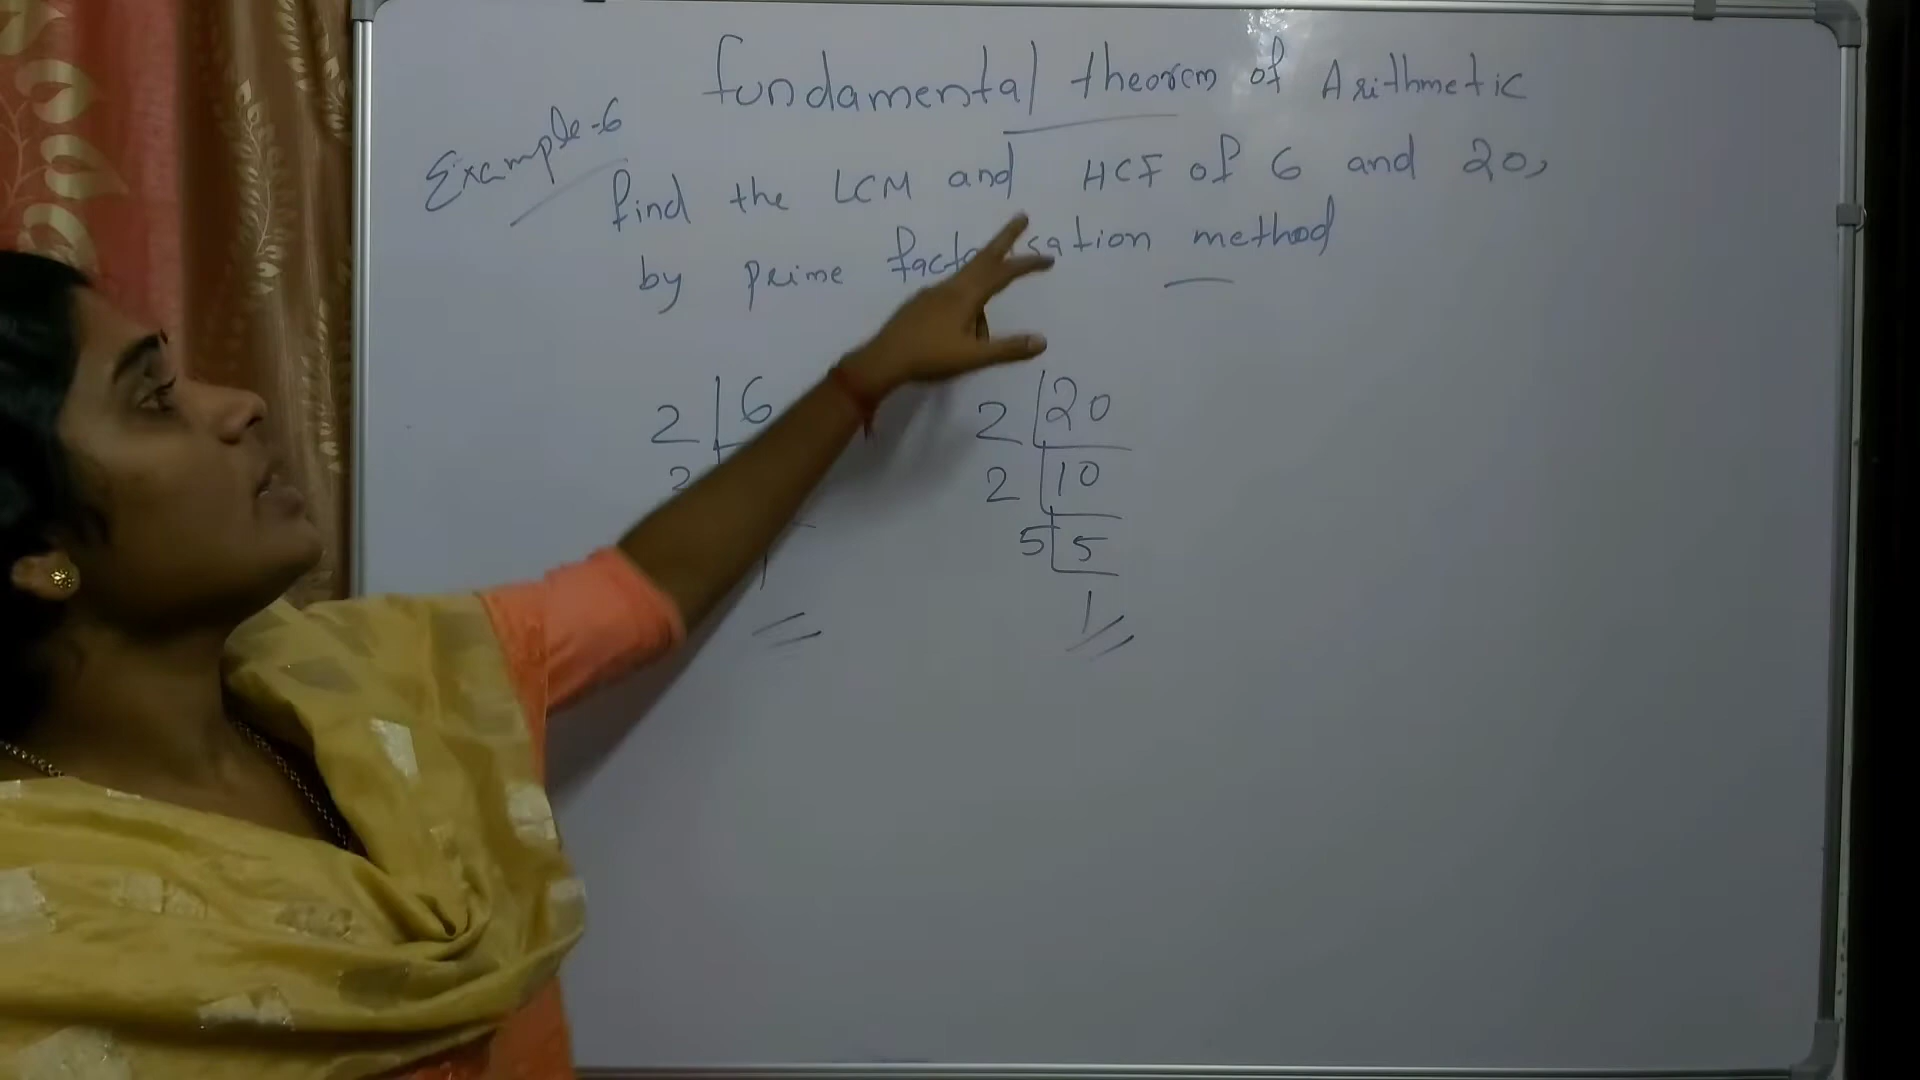 fundamental theorem of Arithmetic
Example-6
find the LCM and HCF of 6 and 20,
by prime method
2 6
2 20
2 10
5 5
1
1